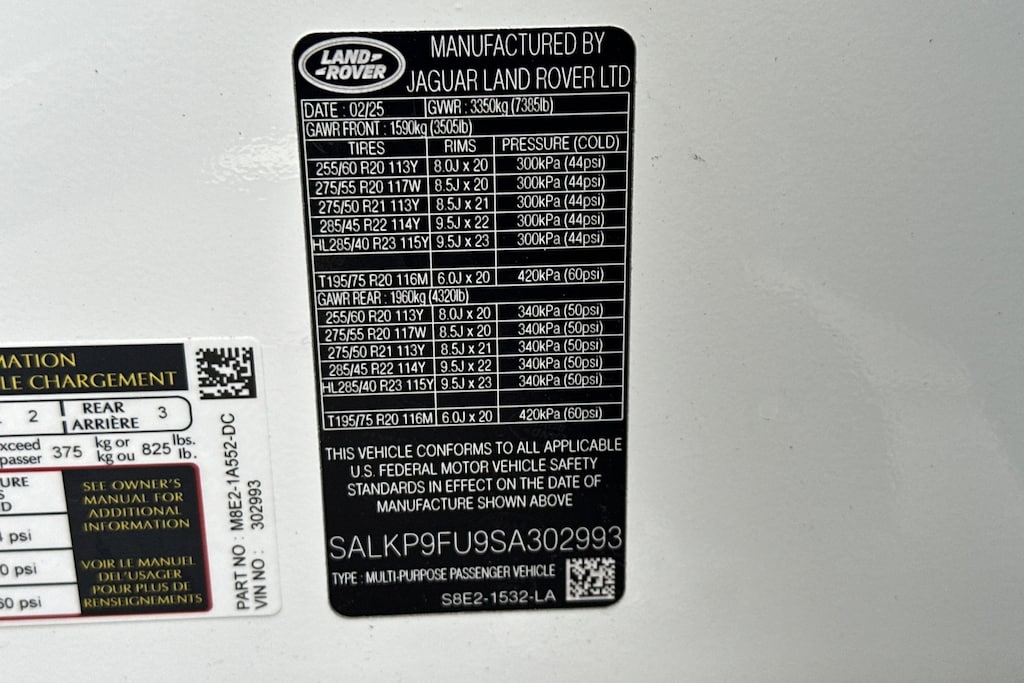 LAND-
-ROVER
MANUFACTURED BY
JAGUAR LAND ROVER LTD
DATE : 02/25 GVWR : 3350kg (7385lb)
GAWR FRONT : 1590kg (3505lb)
TIRES RIMS PRESSURE (COLD)
255/60 R20 113Y 8.0J x 20 300kPa (44psi)
275/55 R20 117W 8.5J x 20 300kPa (44psi)
275/50 R21 113Y 8.5J x 21 300kPa (44psi)
285/45 R22 114Y 9.5J x 22 300kPa (44psi)
HL285/40 R23 115Y 9.5J x 23 300kPa (44psi)
T195/75 R20 116M 6.0J x 20 420kPa (60psi)
GAWR REAR : 1960kg (4320lb)
255/60 R20 113Y 8.0J x 20 340kPa (50psi)
275/55 R20 117W 8.5J x 20 340kPa (50psi)
275/50 R21 113Y 8.5J x 21 340kPa (50psi)
285/45 R22 114Y 9.5J x 22 340kPa (50psi)
HL285/40 R23 115Y 9.5J x 23 340kPa (50psi)
T195/75 R20 116M 6.0J x 20 420kPa (60psi)
THIS VEHICLE CONFORMS TO ALL APPLICABLE
U.S. FEDERAL MOTOR VEHICLE SAFETY
STANDARDS IN EFFECT ON THE DATE OF
MANUFACTURE SHOWN ABOVE
SALKP9FU9SA302993
TYPE : MULTI-PURPOSE PASSENGER VEHICLE
S8E2-1532-LA
MATION
LE CHARGEMENT
2 REAR 3
ARRIÈRE
xceed 375 kg or 825 lbs.
passer kg ou lb.
URE
S
D
psi
0 psi
60 psi
SEE OWNER'S
MANUAL FOR
ADDITIONAL
INFORMATION
VOIR LE MANUEL
DEL'USAGER
POUR PLUS DE
RENSEIGNEMENTS
PART NO : M8E2-1A552-DC
VIN NO : 302993